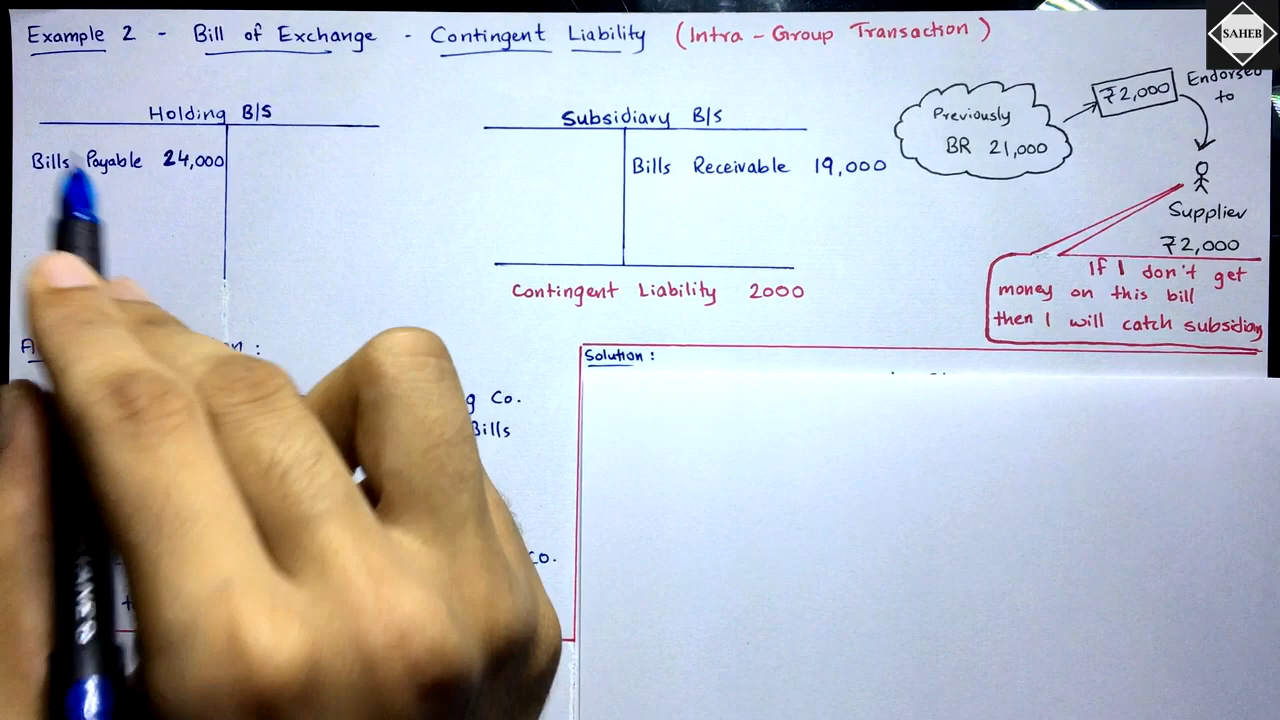 Example 2 - Bill of Exchange - Contingent Liability (Intra - Group Transaction)
SAHEB
Holding B/S
Bills Payable 24,000
Subsidiary B/S
Bills Receivable 19,000
Contingent Liability 2000
Previously
BR 21,000
₹2,000
Endorsed
to
Supplier
₹2,000
If I don't get
money on this bill
then I will catch subsidiary
Solution :
Co.
Bills
Co.